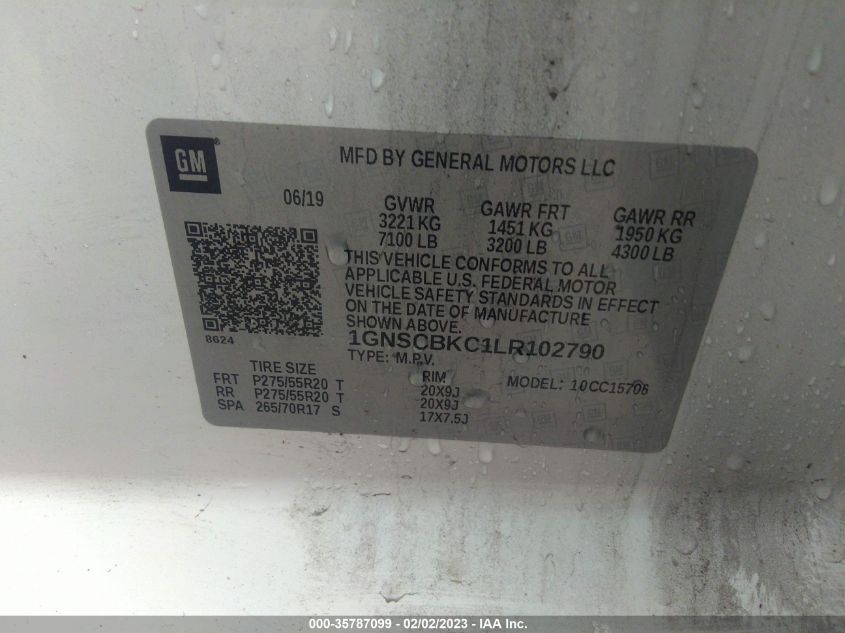 GM
MFD BY GENERAL MOTORS LLC
06/19
GVWR
3221 KG
7100 LB
GAWR FRT
1451 KG
3200 LB
GAWR RR
1950 KG
4300 LB
THIS VEHICLE CONFORMS TO ALL
APPLICABLE U.S. FEDERAL MOTOR
VEHICLE SAFETY STANDARDS IN EFFECT
ON THE DATE OF MANUFACTURE
SHOWN ABOVE.
8624
1GNSCBKC1LR102790
TYPE: M.P.V.
MODEL: 10CC15706
TIRE SIZE
FRT P275/55R20 T
RR P275/55R20 T
SPA 265/70R17 S
RIM
20X9J
20X9J
17X7.5J
000-35787099 - 02/02/2023 - IAA Inc.